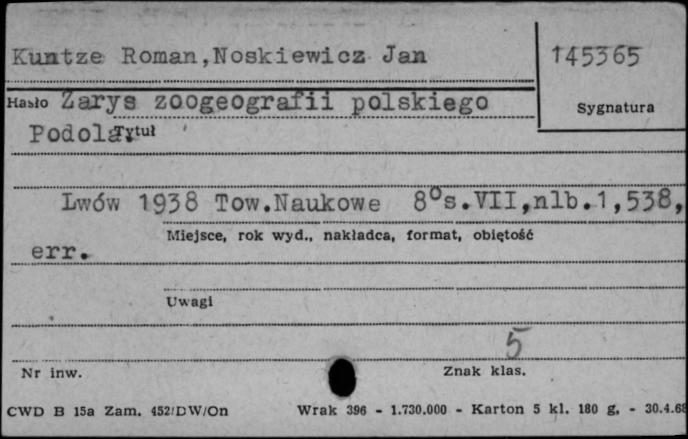 Kuntze Roman,Noskiewicz Jan
145365
Hasło Zarys zoogeografii polskiego
Sygnatura
Podola. Tytuł
Lwów 1938 Tow.Naukowe 8°s.VII,nlb.1,538,
Miejsce, rok wyd., nakładca, format, objętość
err.
Uwagi
5
Nr inw.
Znak klas.
CWD B 15a Zam. 452/DW/On Wrak 396 - 1.730.000 - Karton 5 kl. 180 g. - 30.4.68